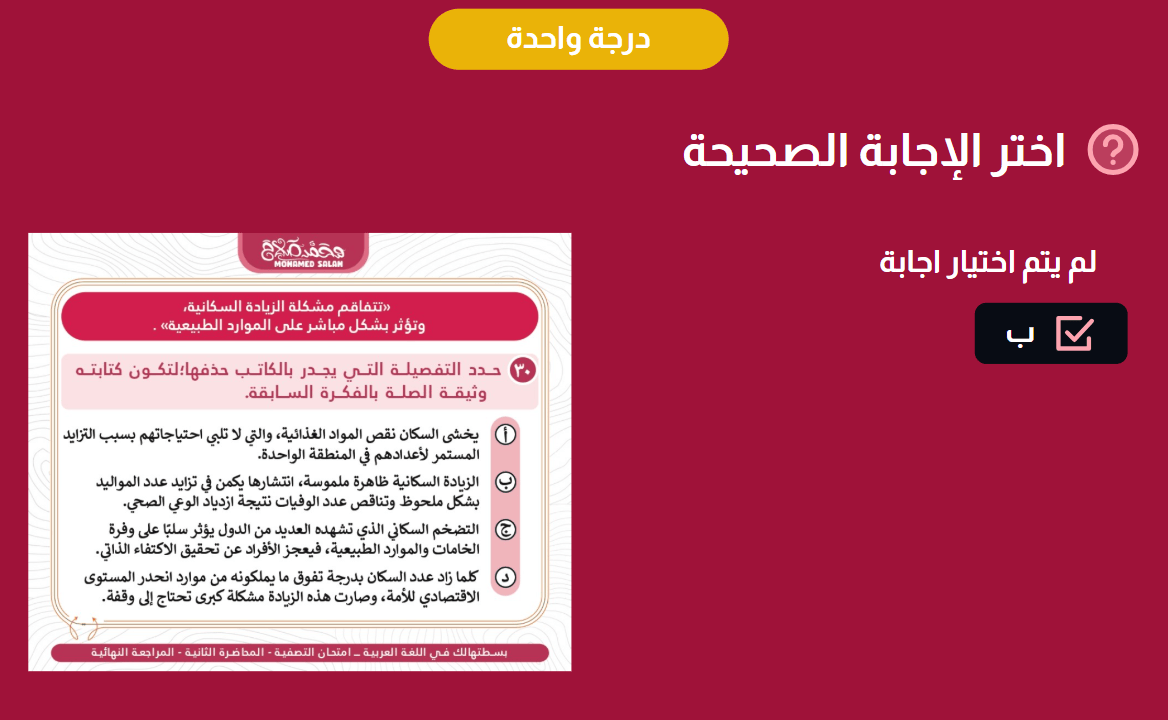 درجة واحدة
اختر الإجابة الصحيحة
لم يتم اختيار اجابة
ب
محمد صلاح
MOHAMED SALAH
«تتفاقم مشكلة الزيادة السكانية،
وتؤثر بشكل مباشر على الموارد الطبيعية» .
٣٠ حدد التفصيلة التي يجدر بالكاتب حذفها؛لتكون كتابته
وثيقة الصلة بالفكرة السابقة.
أ يخشى السكان نقص المواد الغذائية، والتي لا تلبي احتياجاتهم بسبب التزايد
المستمر لأعدادهم في المنطقة الواحدة.
ب الزيادة السكانية ظاهرة ملموسة، انتشارها يكمن في تزايد عدد المواليد
بشكل ملحوظ وتناقص عدد الوفيات نتيجة ازدياد الوعي الصحي.
ج التضخم السكاني الذي تشهده العديد من الدول يؤثر سلبًا على وفرة
الخامات والموارد الطبيعية، فيعجز الأفراد عن تحقيق الاكتفاء الذاتي.
د كلما زاد عدد السكان بدرجة تفوق ما يملكونه من موارد انحدر المستوى
الاقتصادي للأمة، وصارت هذه الزيادة مشكلة كبرى تحتاج إلى وقفة.
بسطتهالك في اللغة العربية – امتحان التصفية - المحاضرة الثانية - المراجعة النهائية